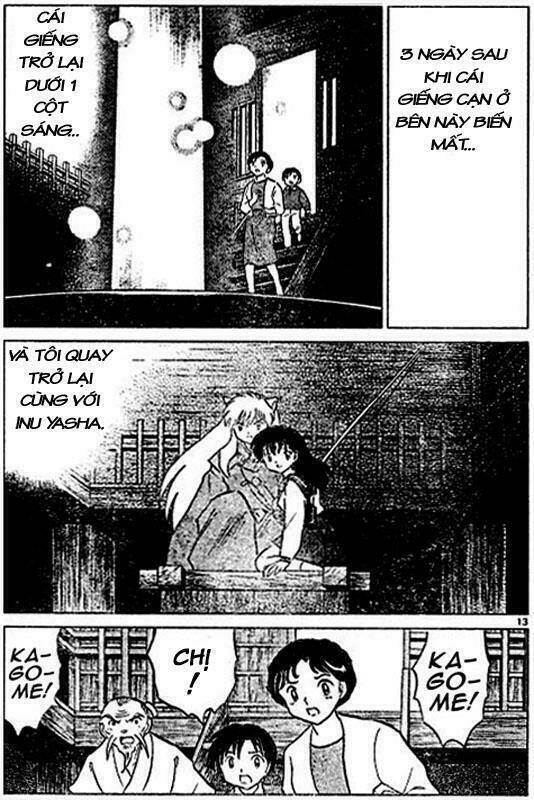 3 NGÀY SAU
KHI CÁI
GIẾNG CẠN Ở
BÊN NÀY BIẾN
MẤT...
CÁI
GIẾNG
TRỞ LẠI
DƯỚI 1
CỘT
SÁNG..
VÀ TÔI QUAY
TRỞ LẠI
CÙNG VỚI
INU YASHA.
13
KA-
GO-
ME!
CHỊ
!
KA-
GO-
ME!